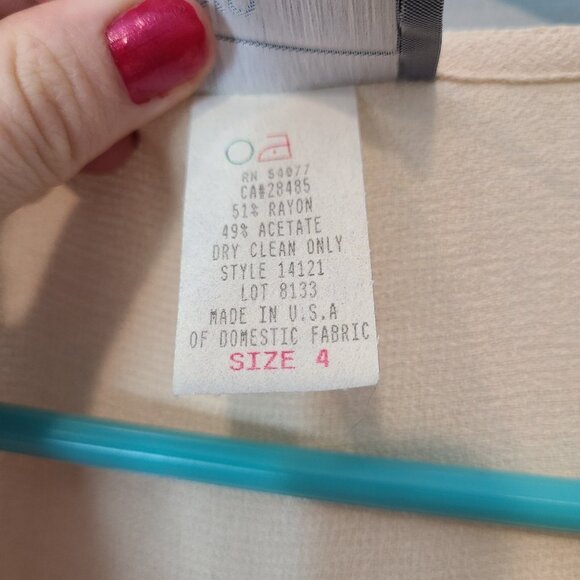 RN 54077
CA#28485
51% RAYON
49% ACETATE
DRY CLEAN ONLY
STYLE 14121
LOT 8133
MADE IN U.S.A
OF DOMESTIC FABRIC
SIZE 4